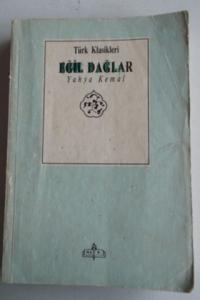 Türk Klasikleri
EĞİL DAĞLAR
Yahya Kemal